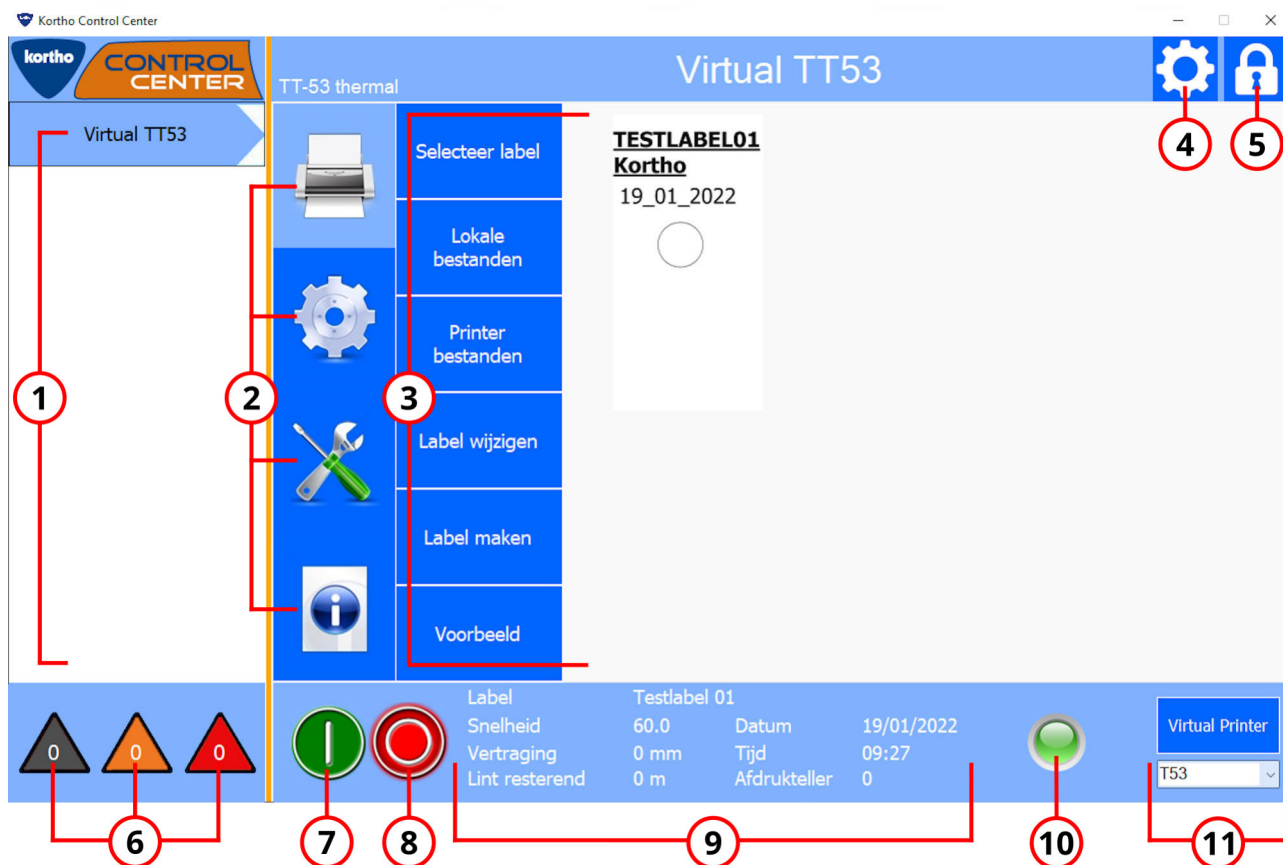 Kortho Control Center
kortho
CONTROL
CENTER
TT-53 thermal
Virtual TT53
4
5
Virtual TT53
1
2
3
Selecteer label
Lokale
bestanden
Printer
bestanden
Label wijzigen
Label maken
Voorbeeld
TESTLABEL01
Kortho
19_01_2022
0
0
0
6
7
8
Label Testlabel 01
Snelheid 60.0 Datum 19/01/2022
Vertraging 0 mm Tijd 09:27
Lint resterend 0 m Afdrukteller 0
9
10
Virtual Printer
T53
11